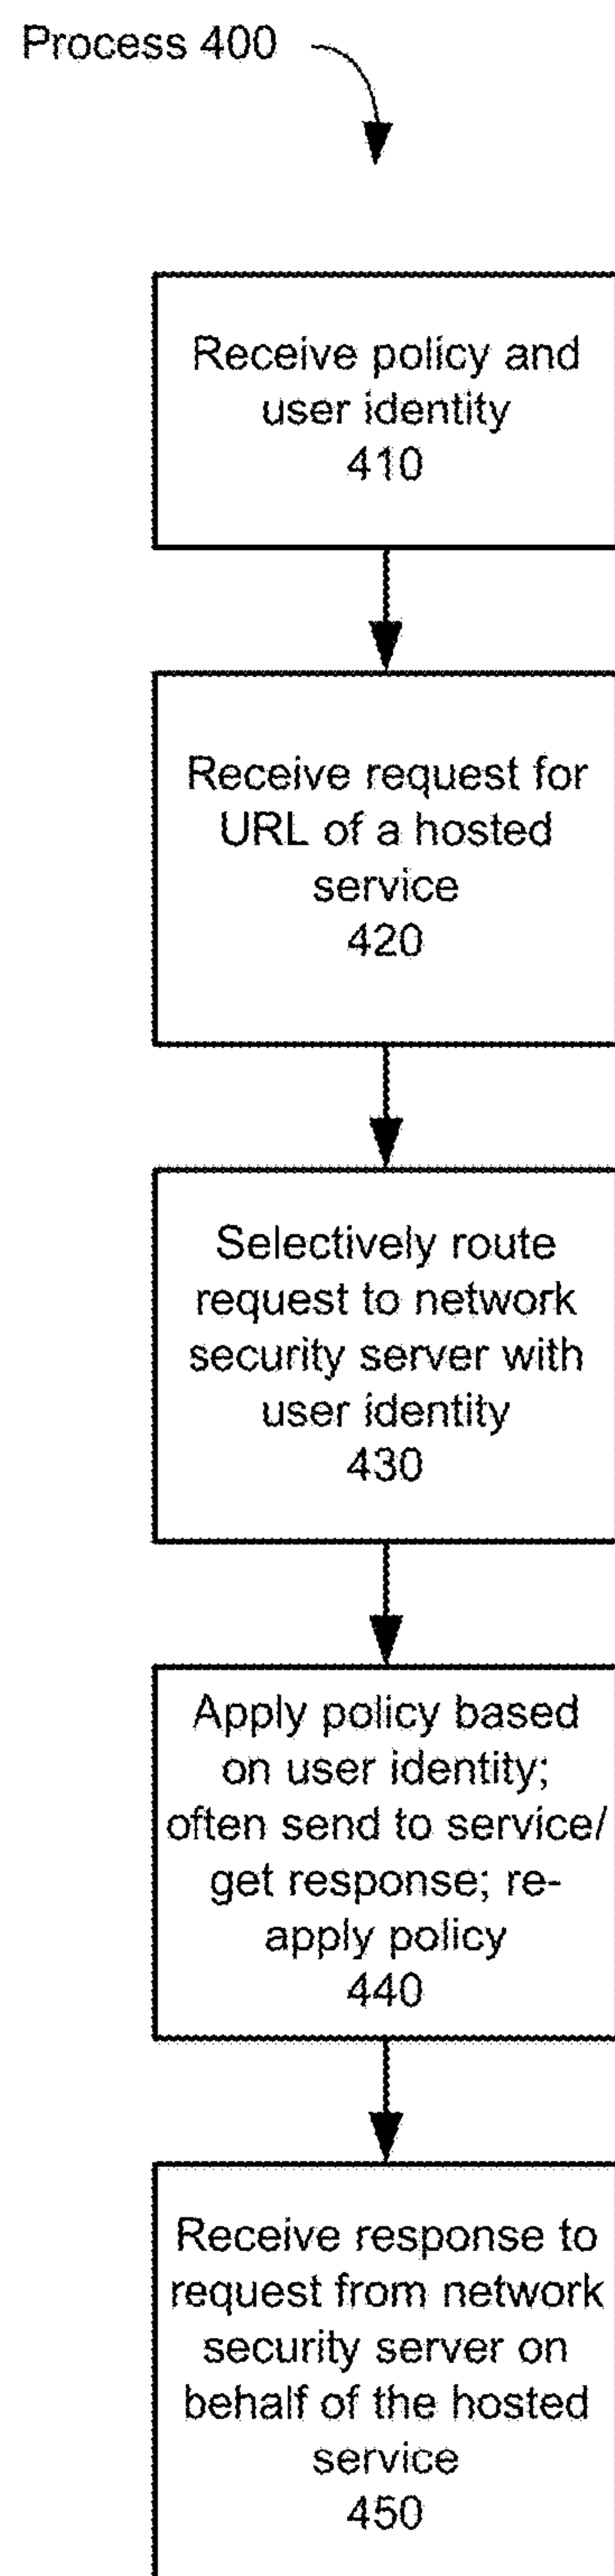 Process 400
Receive policy and
user identity
410
Receive request for
URL of a hosted
service
420
Selectively route
request to network
security server with
user identity
430
Apply policy based
on user identity;
often send to service/
get response; re-
apply policy
440
Receive response to
request from network
security server on
behalf of the hosted
service
450